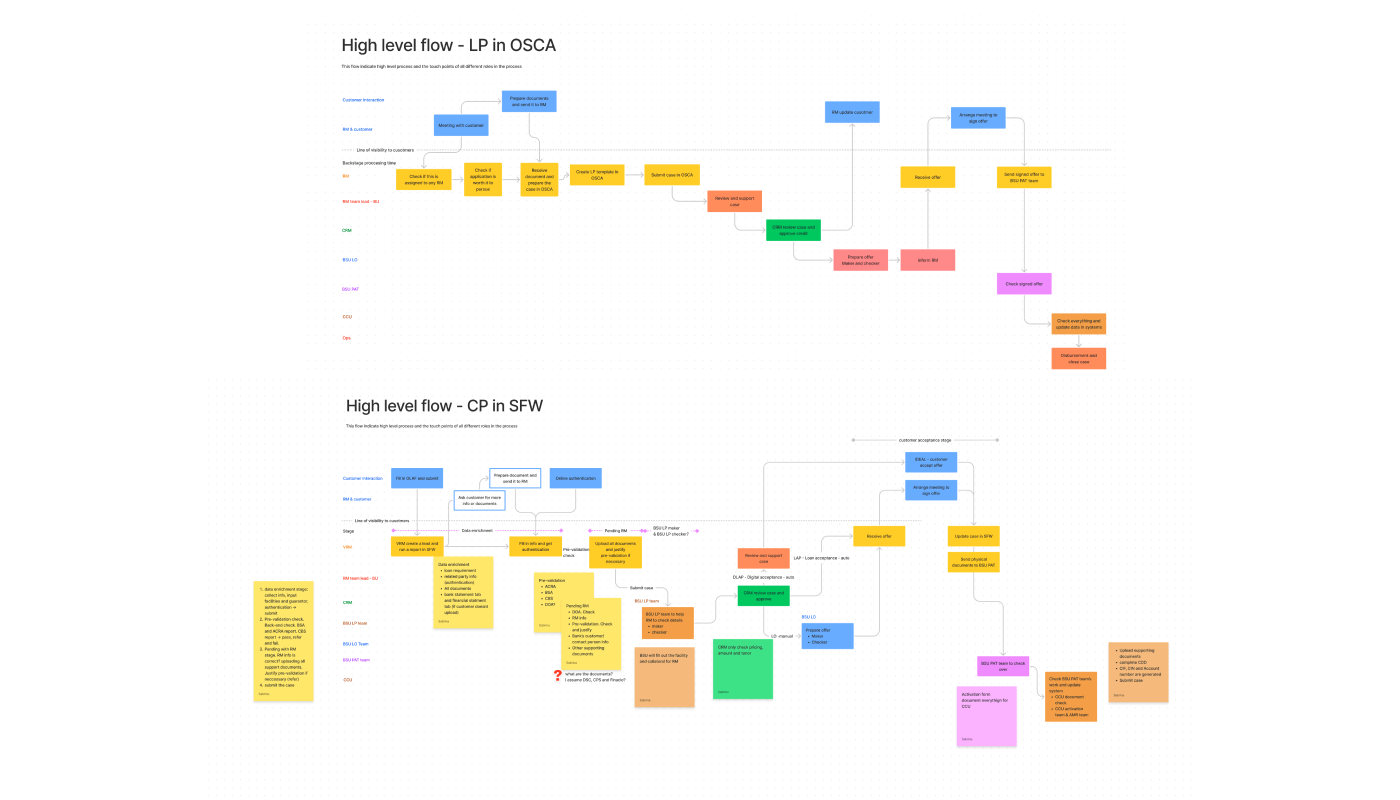 High level flow - LP in OSCA
This flow indicate high level process and the touch points of all different roles in the process
Customer Interaction
RM & customer
Line of visibility to customers
Backstage processing time
RM
RM team lead - BU
CRM
BSU LO
BSU PAT
CCU
Ops
Prepare documents
and send it to RM
Meeting with customer
Check if this is
assigned to any RM
Check if
application is
worth it to
persue
Receive
document and
prepare the
case in OSCA
Create LP template in
OSCA
Submit case in OSCA
Review and support
case
CRM review case and
approve credit
RM update customer
Prepare offer
Maker and checker
Inform RM
Receive offer
Arrange meeting to
sign offer
Send signed offer to
BSU PAT team
Check signed offer
Check everything and
update data in systems
Disbursement and
close case
High level flow - CP in SFW
This flow indicate high level process and the touch points of all different roles in the process
customer acceptance stage
Customer Interaction
RM & customer
Line of visibility to customers
Stage
VRM
RM team lead - BU
CRM
BSU LP team
BSU LO Team
BSU PAT team
CCU
Fill in OLAF and submit
Prepare document and
send it to RM
Ask customer for more
info or documents
Online authentication
Data enrichment
Pending RM
BSU LP maker
& BSU LP checker?
VRM create a lead and
run a report in SFW
Fill in info and get
authentication
Pre-validation
check
Upload all documents
and justify
pre-validation if
necessary
Data enrichment
• loan requirement
• related party info
(authentication)
• All documents
• bank statement tab
and financial statment
tab (if customer doesnt
upload)
Sabrina
Pre-validation
• ACRA
• BSA
• CBS
• DOAT
Sabrina
Pending RM
• DOA, Check
• RM info
• Pre-validation, Check
and justify
• Banks customer
contact person info
• Other supporting
documents
Sabrina
1. data enrichment stage:
collect info, input
facilities and guarantor,
authentication ->
submit
2. Pre-validation check.
Back-end check, BSA
and ACRA report, CBS
report -> pass, refer
and fail.
3. Pending with RM
stage. RM info is
correct? uploading all
support documents.
Justify pre-validation if
neccessary (refer)
4. submit the case
Sabrina
❓ what are the documents?
I assume DSC, CPS and Finacle?
Submit case
BSU LP team
BSU LP team to help
RM to check details
• maker
• checker
BSU will fill out the facility
and collateral for RM
Sabrina
Review and support
case
DLAP - Digital acceptance - auto
LAP - Loan acceptance - auto
CRM review case and
approve
LO -manual
CRM only check pricing,
amount and tenor
Sabrina
BSU LO
Prepare offer
• Maker
• Checker
Receive offer
IDEAL - customer
accept offer
Arrange meeting to
sign offer
Update case in SFW
Send physical
documents to BSU PAT
BSU PAT team to check
over
Activation form
document everythign for
CCU
Sabrina
Check BSU PAT team's
work and update
system
• CCU document
check
• CCU activation
team & AMR team
• Upload supporting
documents
• complete CDD
• CIF, CIN and Account
number are generated
• Submit case
Sabrina